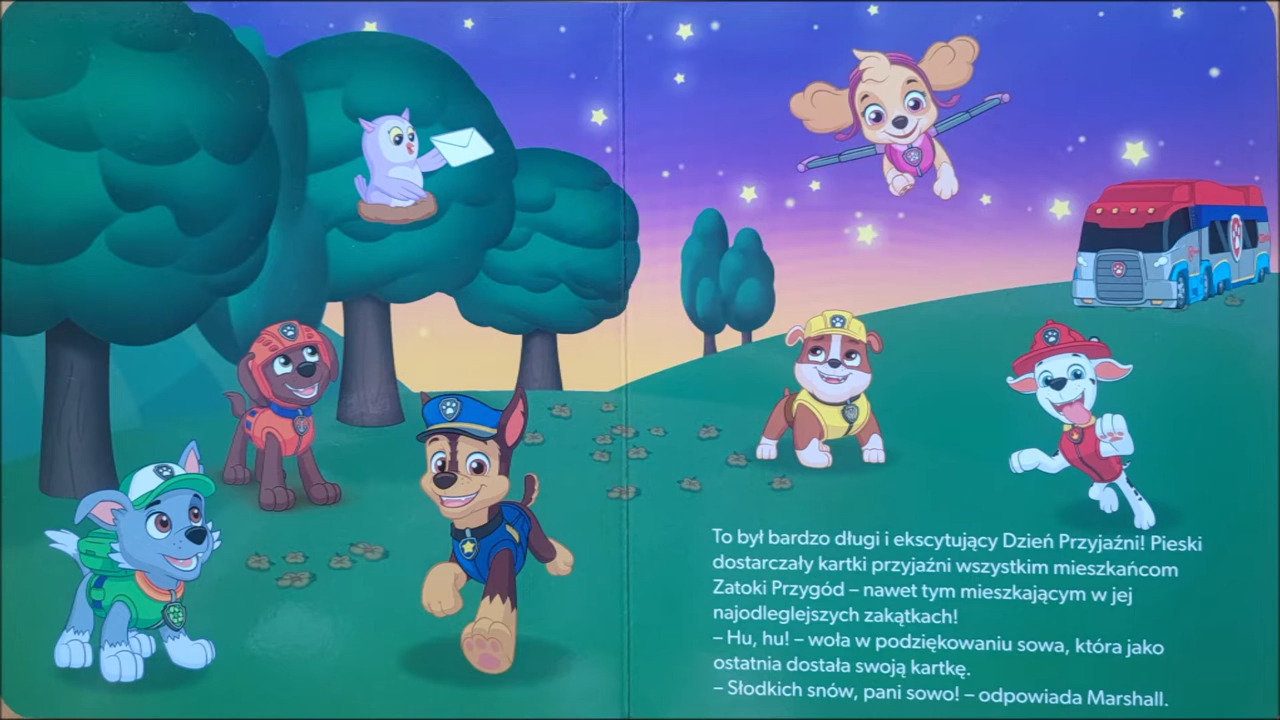 To był bardzo długi i ekscytujący Dzień Przyjaźni! Pieski
dostarczały kartki przyjaźni wszystkim mieszkańcom
Zatoki Przygód – nawet tym mieszkającym w jej
najodleglejszych zakątkach!
– Hu, hu! – woła w podziękowaniu sowa, która jako
ostatnia dostała swoją kartkę.
– Słodkich snów, pani sowo! – odpowiada Marshall.